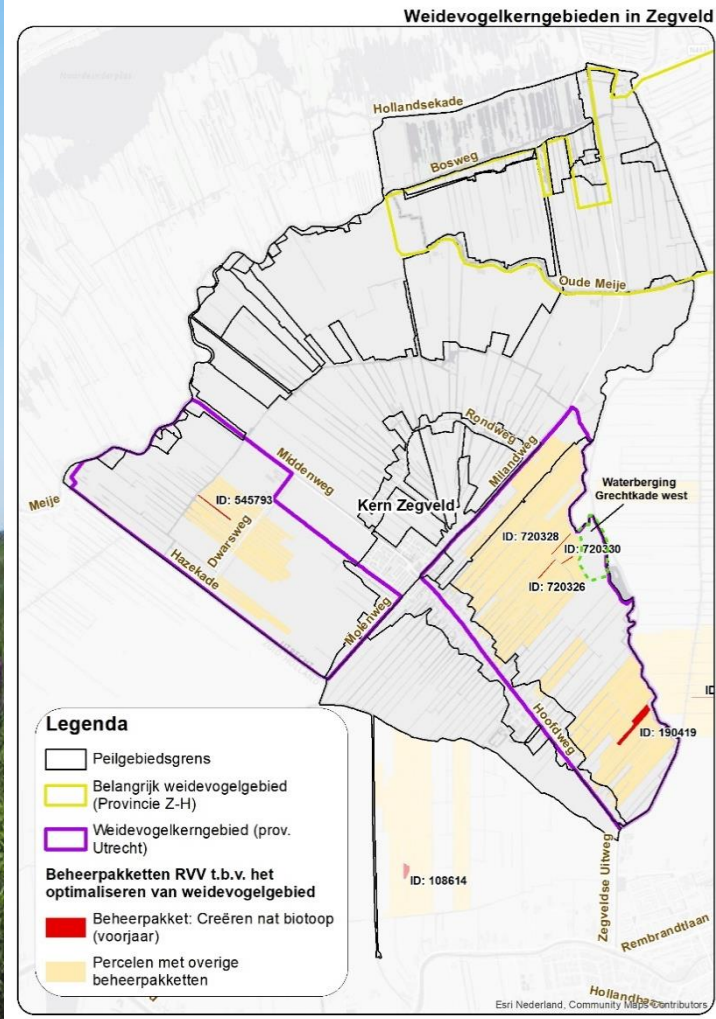 Weidevogelkerngebieden in Zegveld
Hollandsekade
Bosweg
Oude Meije
Rondweg
Milandweg
Middenweg
Kern Zegveld
Waterberging
Grechtkade west
Meije
ID: 545793
Dwarsweg
ID: 720328
ID: 720330
ID: 720326
Hazekade
Molenweg
ID
Hoofdweg
ID: 190419
ID: 108614
Zegveldse Uitweg
Rembrandtlaan
Legenda
Peilgebiedsgrens
Belangrijk weidevogelgebied
(Provincie Z-H)
Weidevogelkerngebied (prov.
Utrecht)
Beheerpakketten RVV t.b.v. het
optimaliseren van weidevogelgebied
Beheerpakket: Creëren nat biotoop
(voorjaar)
Percelen met overige
beheerpakketten
Esri Nederland, Community Maps Contributors